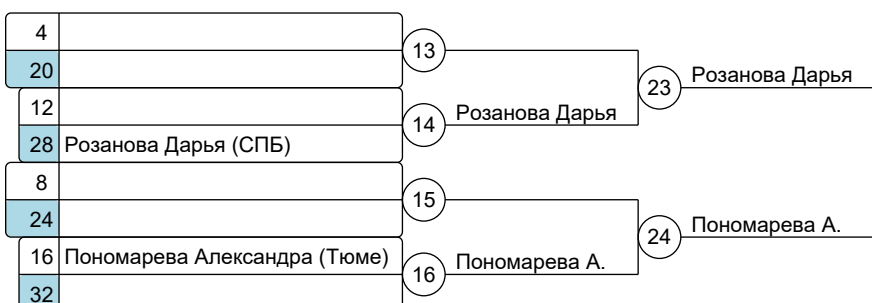 4
13
20
23 Розанова Дарья
12
14 Розанова Дарья
28 Розанова Дарья (СПБ)
8
15
24
24 Пономарева А.
16 Пономарева Александра (Тюме)
16 Пономарева А.
32